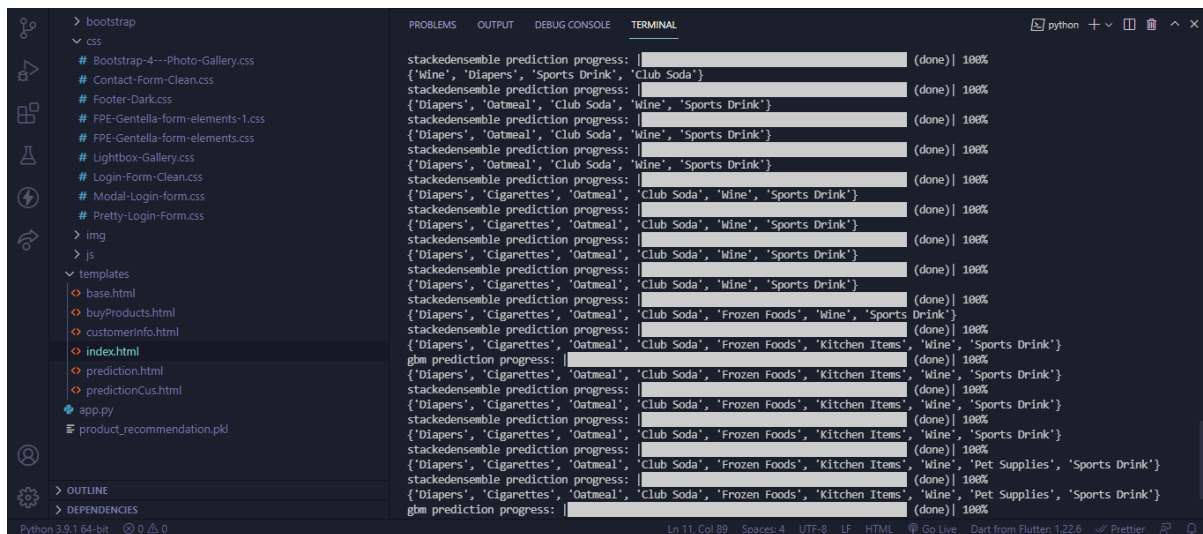 bootstrap
css
# Bootstrap-4---Photo-Gallery.css
# Contact-Form-Clean.css
# Footer-Dark.css
# FPE-Gentella-form-elements-1.css
# FPE-Gentella-form-elements.css
# Lightbox-Gallery.css
# Login-Form-Clean.css
# Modal-Login-form.css
# Pretty-Login-Form.css
img
js
templates
<> base.html
<> buyProducts.html
<> customerInfo.html
<> index.html
<> prediction.html
<> predictionCus.html
app.py
product_recommendation.pkl
OUTLINE
DEPENDENCIES
PROBLEMS OUTPUT DEBUG CONSOLE TERMINAL
python
stackedensemble prediction progress: | (done)| 100%
{'Wine', 'Diapers', 'Sports Drink', 'Club Soda'}
stackedensemble prediction progress: | (done)| 100%
{'Diapers', 'Oatmeal', 'Club Soda', 'Wine', 'Sports Drink'}
stackedensemble prediction progress: | (done)| 100%
{'Diapers', 'Oatmeal', 'Club Soda', 'Wine', 'Sports Drink'}
stackedensemble prediction progress: | (done)| 100%
{'Diapers', 'Oatmeal', 'Club Soda', 'Wine', 'Sports Drink'}
stackedensemble prediction progress: | (done)| 100%
{'Diapers', 'Cigarettes', 'Oatmeal', 'Club Soda', 'Wine', 'Sports Drink'}
stackedensemble prediction progress: | (done)| 100%
{'Diapers', 'Cigarettes', 'Oatmeal', 'Club Soda', 'Wine', 'Sports Drink'}
stackedensemble prediction progress: | (done)| 100%
{'Diapers', 'Cigarettes', 'Oatmeal', 'Club Soda', 'Wine', 'Sports Drink'}
stackedensemble prediction progress: | (done)| 100%
{'Diapers', 'Cigarettes', 'Oatmeal', 'Club Soda', 'Wine', 'Sports Drink'}
stackedensemble prediction progress: | (done)| 100%
{'Diapers', 'Cigarettes', 'Oatmeal', 'Club Soda', 'Frozen Foods', 'Wine', 'Sports Drink'}
stackedensemble prediction progress: | (done)| 100%
{'Diapers', 'Cigarettes', 'Oatmeal', 'Club Soda', 'Frozen Foods', 'Kitchen Items', 'Wine', 'Sports Drink'}
gbm prediction progress: | (done)| 100%
{'Diapers', 'Cigarettes', 'Oatmeal', 'Club Soda', 'Frozen Foods', 'Kitchen Items', 'Wine', 'Sports Drink'}
stackedensemble prediction progress: | (done)| 100%
{'Diapers', 'Cigarettes', 'Oatmeal', 'Club Soda', 'Frozen Foods', 'Kitchen Items', 'Wine', 'Sports Drink'}
stackedensemble prediction progress: | (done)| 100%
{'Diapers', 'Cigarettes', 'Oatmeal', 'Club Soda', 'Frozen Foods', 'Kitchen Items', 'Wine', 'Sports Drink'}
stackedensemble prediction progress: | (done)| 100%
{'Diapers', 'Cigarettes', 'Oatmeal', 'Club Soda', 'Frozen Foods', 'Kitchen Items', 'Wine', 'Pet Supplies', 'Sports Drink'}
stackedensemble prediction progress: | (done)| 100%
{'Diapers', 'Cigarettes', 'Oatmeal', 'Club Soda', 'Frozen Foods', 'Kitchen Items', 'Wine', 'Pet Supplies', 'Sports Drink'}
gbm prediction progress: | (done)| 100%
Python 3.9.1 64-bit 0 0 Ln 11, Col 89 Spaces: 4 UTF-8 LF HTML Go Live Dart from Flutter: 1.22.6 Prettier